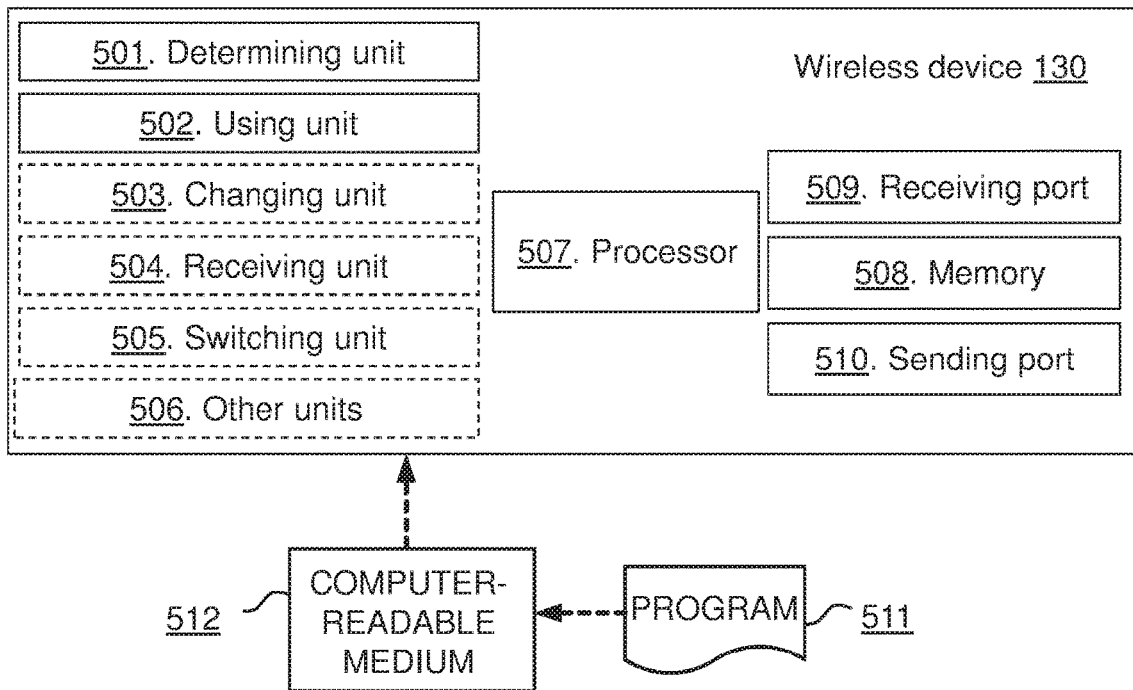 501. Determining unit
502. Using unit
503. Changing unit
504. Receiving unit
505. Switching unit
506. Other units
507. Processor
Wireless device 130
509. Receiving port
508. Memory
510. Sending port
512
COMPUTER-
READABLE
MEDIUM
PROGRAM
511